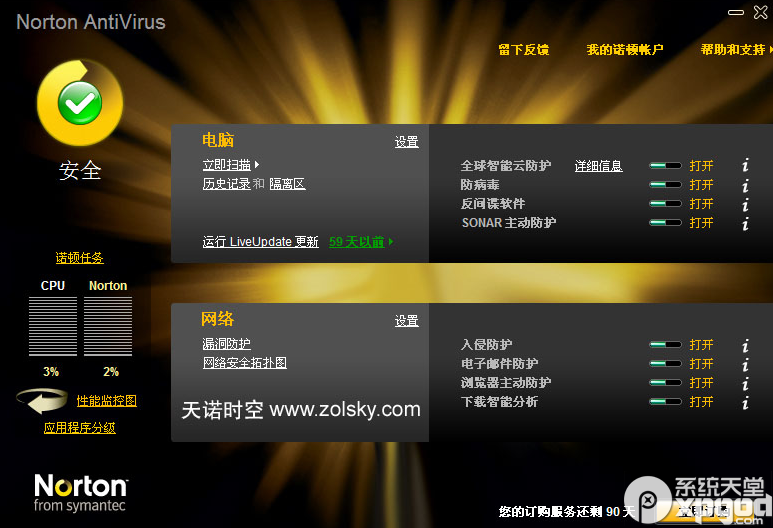 Norton AntiVirus
留下反馈 我的诺顿帐户 帮助和支持
安全
电脑 设置
立即扫描
历史记录和 隔离区
运行 LiveUpdate 更新 59 天以前
全球智能云防护 详细信息 打开
防病毒 打开
反间谍软件 打开
SONAR 主动防护 打开
诺顿任务
CPU Norton
3% 2%
性能监控图
应用程序分级
网络 设置
漏洞防护
网络安全拓扑图
天诺时空 www.zolsky.com
入侵防护 打开
电子邮件防护 打开
浏览器主动防护 打开
下载智能分析 打开
Norton
from symantec
您的订购服务还剩 90 天
系统天堂
xpgod
.com